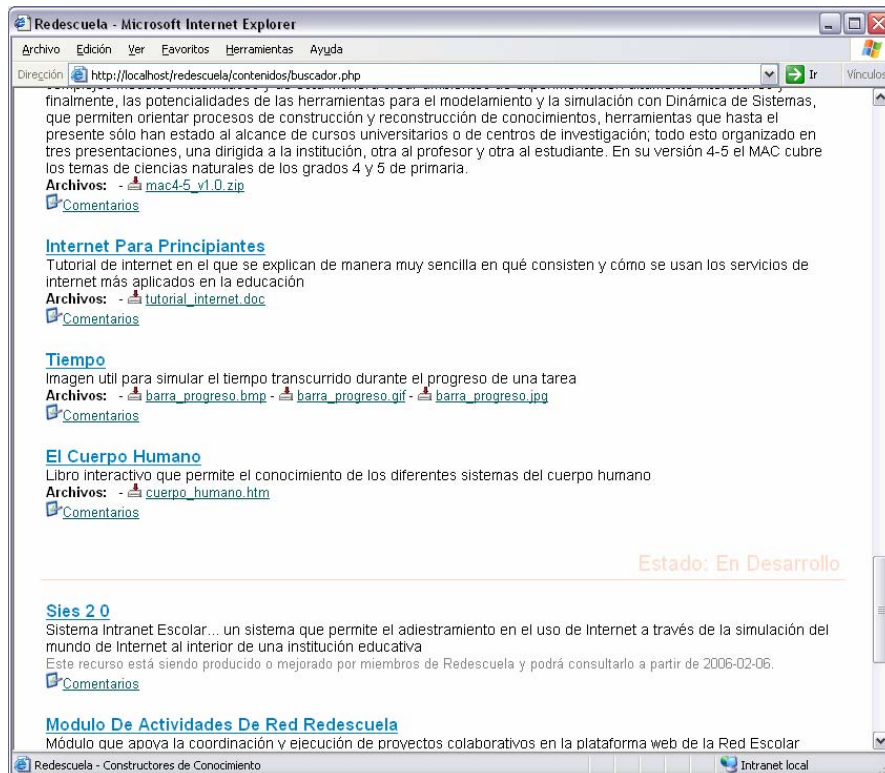 Redescuela - Microsoft Internet Explorer
Archivo Edición Ver Favoritos Herramientas Ayuda
Dirección http://localhost/redescuela/contenidos/buscador.php Ir Vínculos
finalmente, las potencialidades de las herramientas para el modelamiento y la simulación con Dinámica de Sistemas,
que permiten orientar procesos de construcción y reconstrucción de conocimientos, herramientas que hasta el
presente sólo han estado al alcance de cursos universitarios o de centros de investigación; todo esto organizado en
tres presentaciones, una dirigida a la institución, otra al profesor y otra al estudiante. En su versión 4-5 el MAC cubre
los temas de ciencias naturales de los grados 4 y 5 de primaria.
Archivos: - mac4-5_v1.0.zip
Comentarios
Internet Para Principiantes
Tutorial de internet en el que se explican de manera muy sencilla en qué consisten y cómo se usan los servicios de
internet más aplicados en la educación
Archivos: - tutorial_internet.doc
Comentarios
Tiempo
Imagen util para simular el tiempo transcurrido durante el progreso de una tarea
Archivos: - barra_progreso.bmp - barra_progreso.gif - barra_progreso.jpg
Comentarios
El Cuerpo Humano
Libro interactivo que permite el conocimiento de los diferentes sistemas del cuerpo humano
Archivos: - cuerpo_humano.htm
Comentarios
Estado: En Desarrollo
Sies 2 0
Sistema Intranet Escolar... un sistema que permite el adiestramiento en el uso de Internet a través de la simulación del
mundo de Internet al interior de una institución educativa
Este recurso está siendo producido o mejorado por miembros de Redescuela y podrá consultarlo a partir de 2006-02-06.
Comentarios
Modulo De Actividades De Red Redescuela
Módulo que apoya la coordinación y ejecución de proyectos colaborativos en la plataforma web de la Red Escolar
Redescuela - Constructores de Conocimiento Intranet local